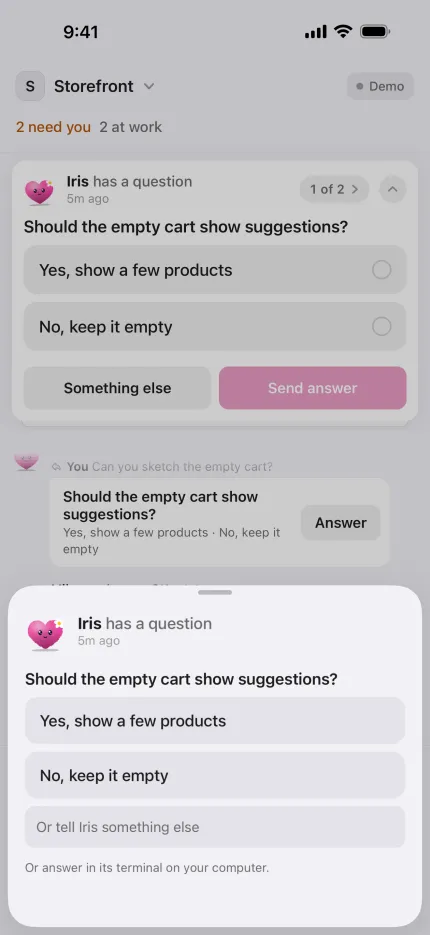 9:41
S Storefront
Demo
2 need you 2 at work
Iris has a question
5m ago
1 of 2
Should the empty cart show suggestions?
Yes, show a few products
No, keep it empty
Something else
Send answer
You Can you sketch the empty cart?
Should the empty cart show
suggestions?
Yes, show a few products · No, keep it
empty
Answer
Iris has a question
5m ago
Should the empty cart show suggestions?
Yes, show a few products
No, keep it empty
Or tell Iris something else
Or answer in its terminal on your computer.